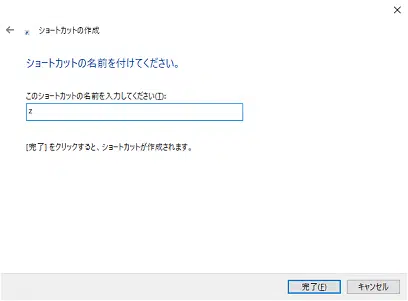 ショートカットの作成
ショートカットの名前を付けてください。
このショートカットの名前を入力してください(T):
z
[完了] をクリックすると、ショートカットが作成されます。
完了(F)
キャンセル